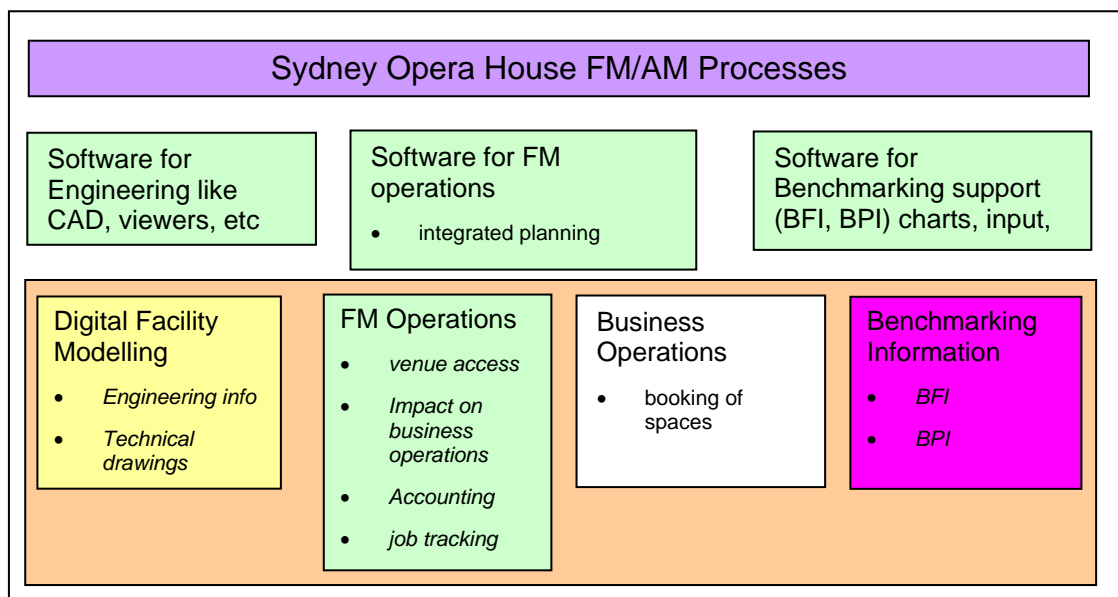 Sydney Opera House FM/AM Processes
Software for
Engineering like
CAD, viewers, etc
Software for FM
operations
• integrated planning
Software for
Benchmarking support
(BFI, BPI) charts, input,
Digital Facility
Modelling
• Engineering info
• Technical
drawings
FM Operations
• venue access
• Impact on
business
operations
• Accounting
• job tracking
Business
Operations
• booking of
spaces
Benchmarking
Information
• BFI
• BPI